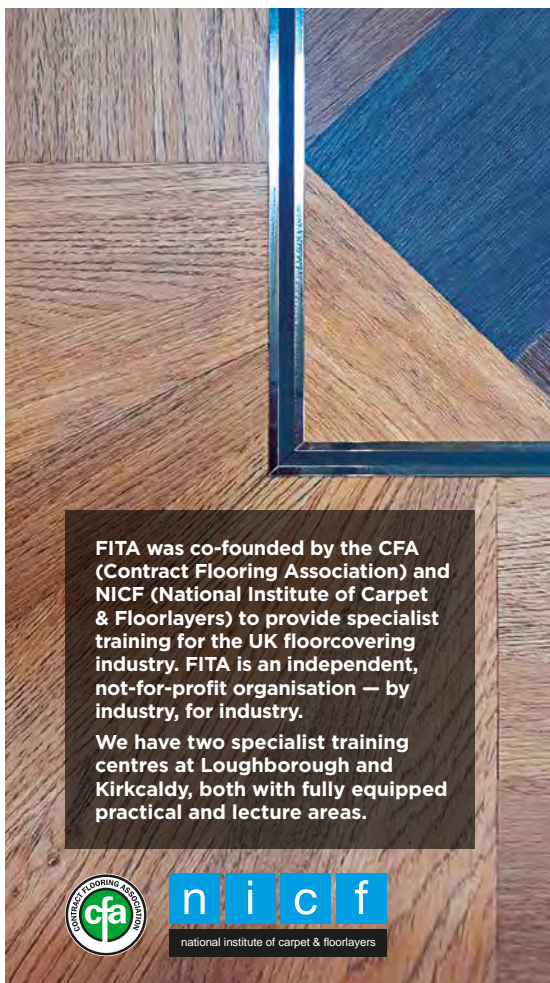 FITA was co-founded by the CFA
(Contract Flooring Association) and
NICF (National Institute of Carpet
& Floorlayers) to provide specialist
training for the UK floorcovering
industry. FITA is an independent,
not-for-profit organisation — by
industry, for industry.
We have two specialist training
centres at Loughborough and
Kirkcaldy, both with fully equipped
practical and lecture areas.
CONTRACT FLOORING ASSOCIATION
cfa
nicf
national institute of carpet & floorlayers